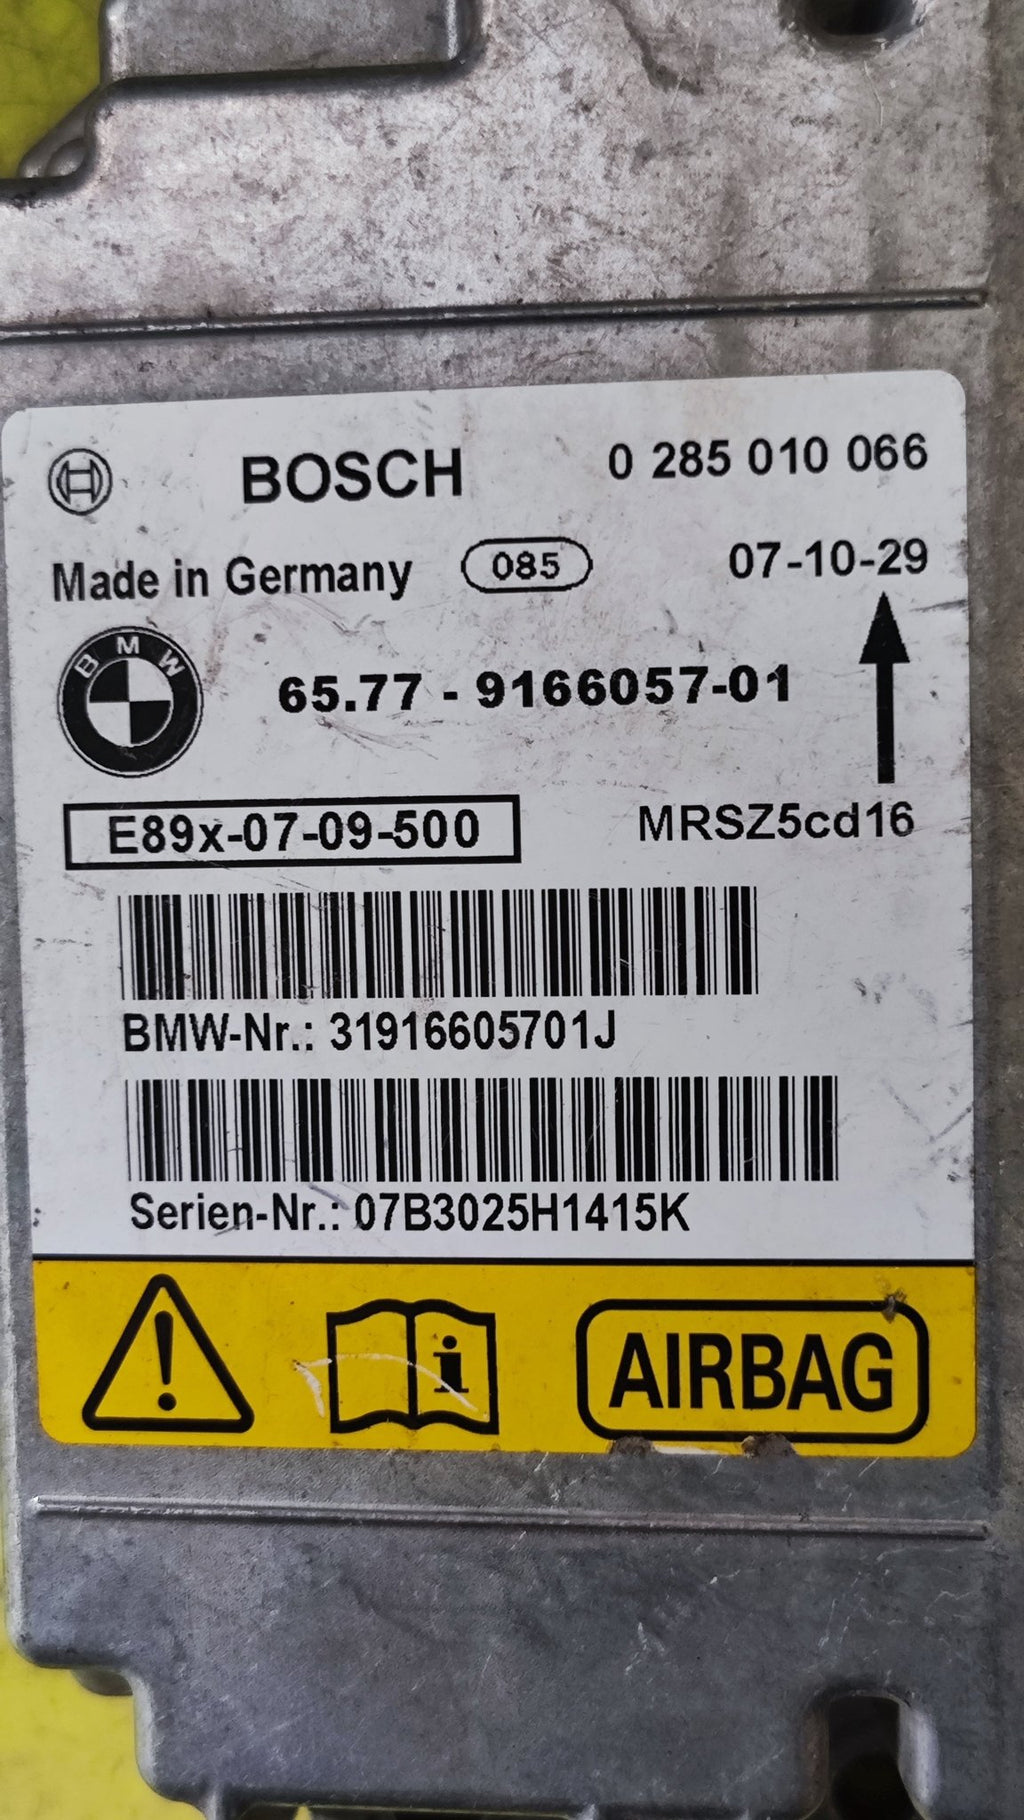 BOSCH 0 285 010 066
Made in Germany 085 07-10-29
BMW
65.77 - 9166057-01
E89x-07-09-500 MRSZ5cd16
BMW-Nr.: 31916605701J
Serien-Nr.: 07B3025H1415K
! i AIRBAG